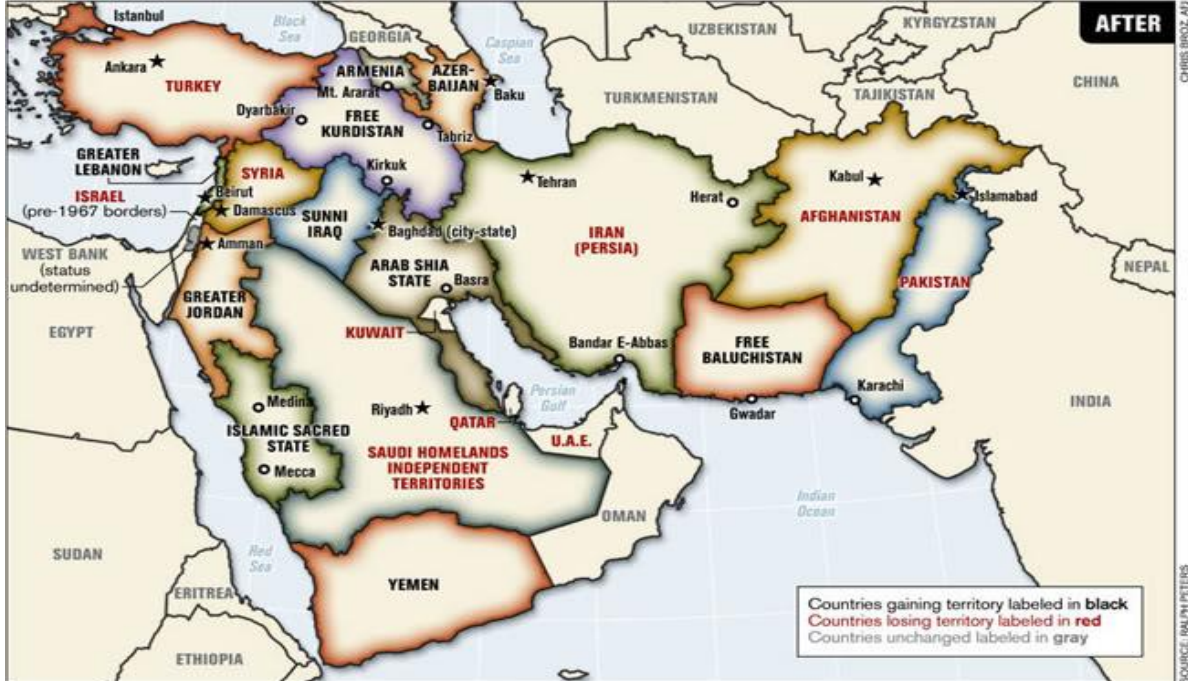 Istanbul
Black
Sea
GEORGIA
Caspian
Sea
UZBEKISTAN
KYRGYZSTAN
AFTER
CHRIS BROZ, AFJ
Ankara
TURKEY
ARMENIA
Mt. Ararat
AZER-
BAIJAN
Baku
TURKMENISTAN
TAJIKISTAN
CHINA
Dyarbakir
FREE
KURDISTAN
Tabriz
GREATER
LEBANON
SYRIA
Kirkuk
Tehran
Herat
Kabul
Islamabad
ISRAEL
(pre-1967 borders)
Beirut
Damascus
SUNNI
IRAQ
Baghdad (city-state)
IRAN
(PERSIA)
AFGHANISTAN
WEST BANK
(status
undetermined)
Amman
ARAB SHIA
STATE
Basra
PAKISTAN
NEPAL
GREATER
JORDAN
EGYPT
KUWAIT
Bandar E-Abbas
FREE
BALUCHISTAN
Karachi
Medina
Riyadh
Persian
Gulf
Gwadar
INDIA
ISLAMIC SACRED
STATE
QATAR
U.A.E.
Mecca
SAUDI HOMELANDS
INDEPENDENT
TERRITORIES
Indian
Ocean
OMAN
SUDAN
Red
Sea
YEMEN
ERITREA
ETHIOPIA
Countries gaining territory labeled in black
Countries losing territory labeled in red
Countries unchanged labeled in gray
SOURCE: RALPH PETERS